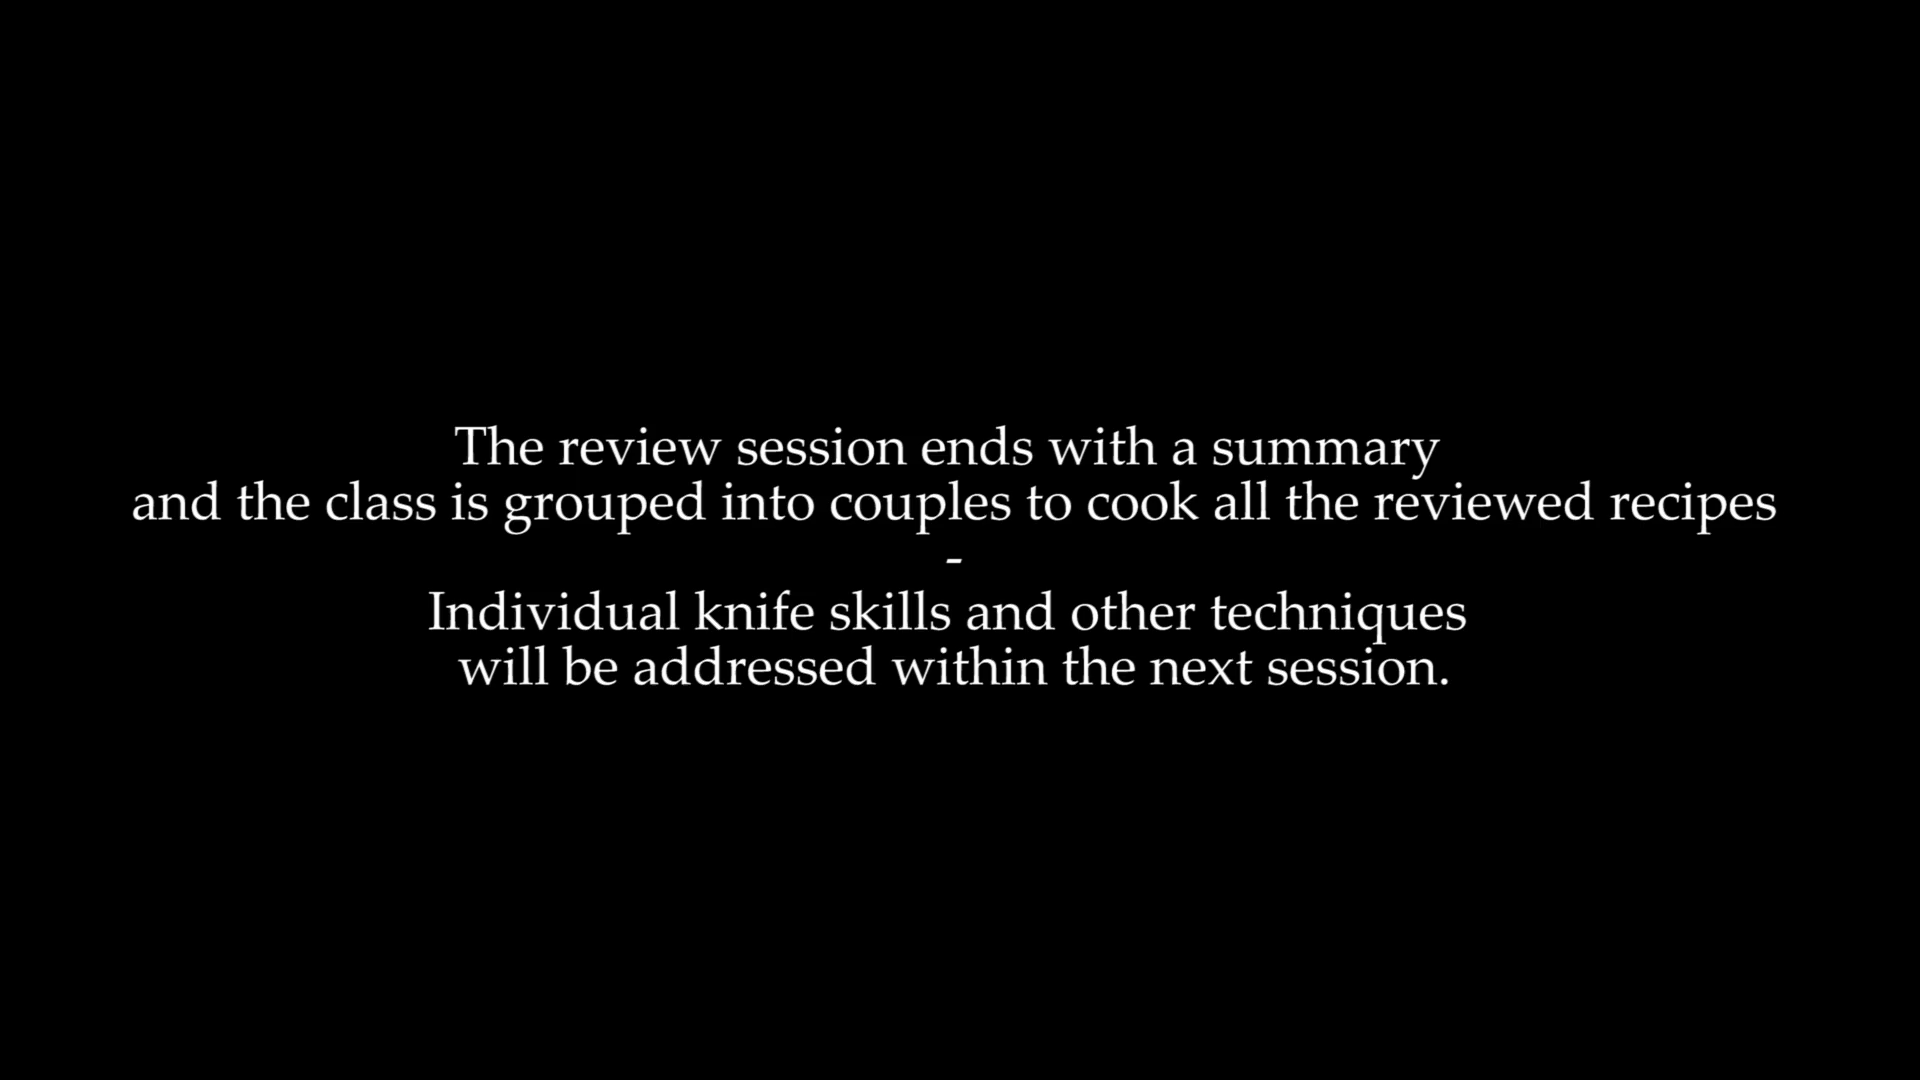 The review session ends with a summary
and the class is grouped into couples to cook all the reviewed recipes
-
Individual knife skills and other techniques
will be addressed within the next session.